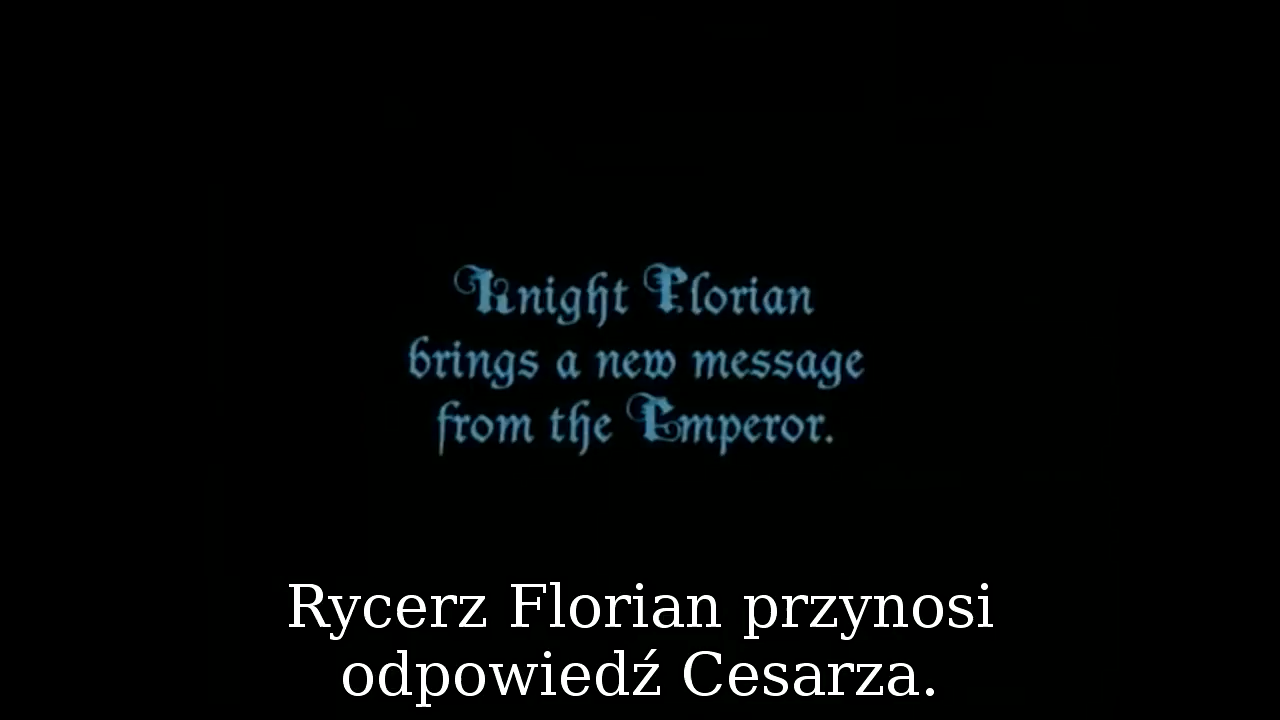 Knight Florian
brings a new message
from the Emperor.
Rycerz Florian przynosi
odpowiedź Cesarza.